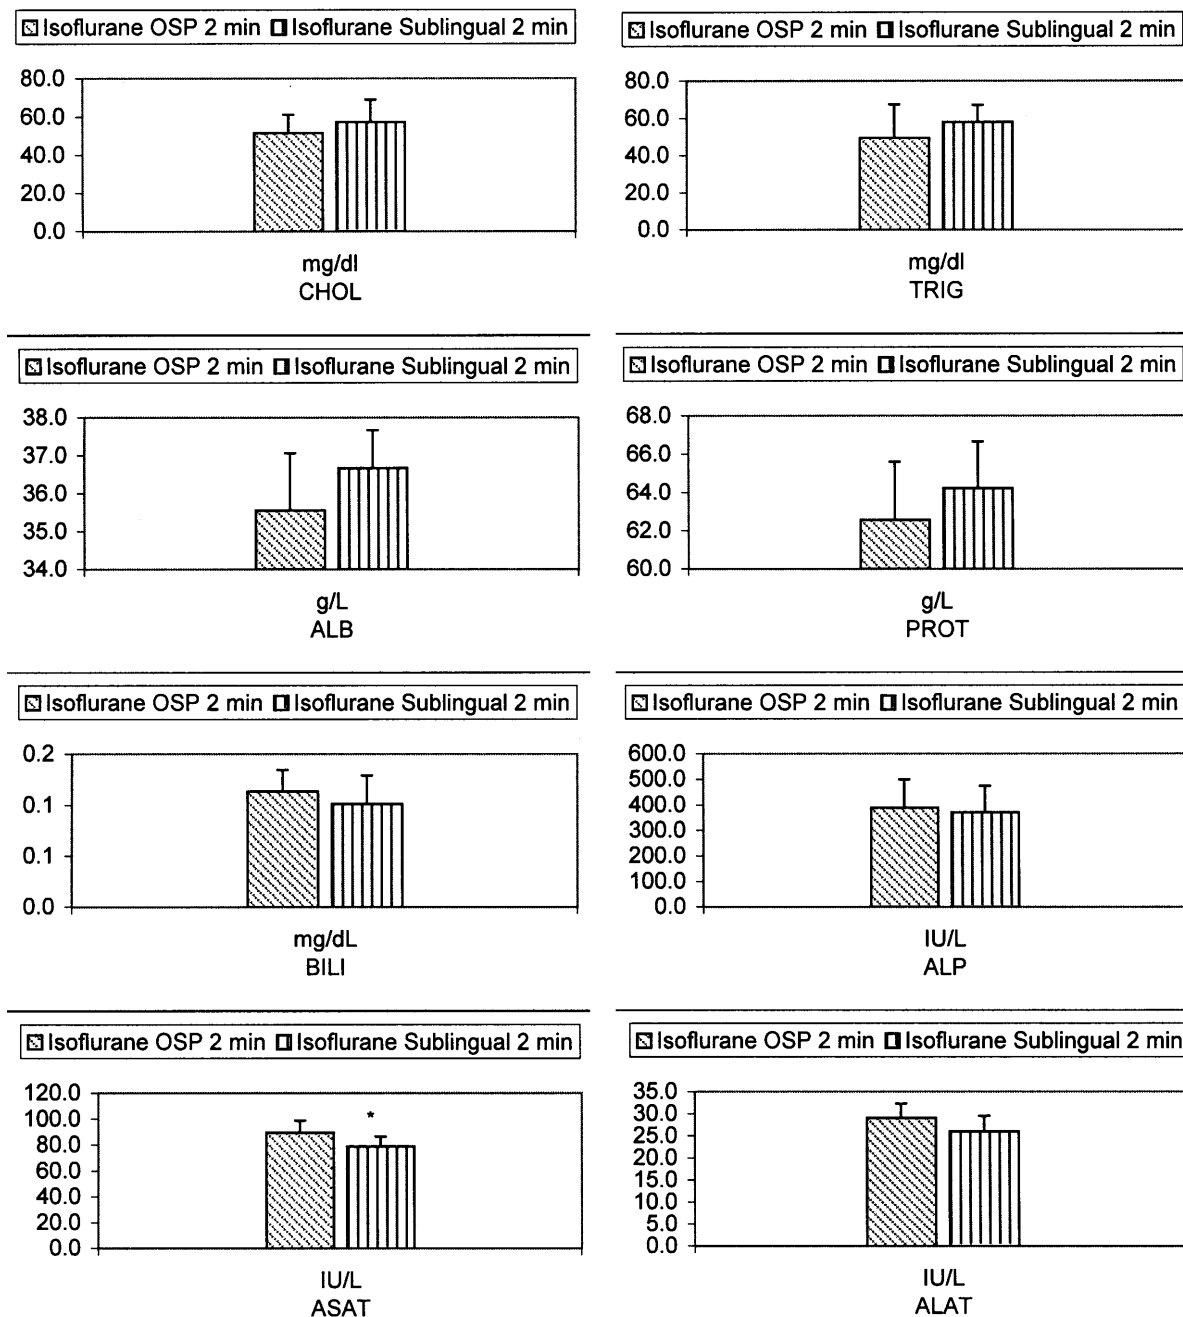 Isoflurane OSP 2 min Isoflurane Sublingual 2 min
80.0
60.0
40.0
20.0
0.0
mg/dl
CHOL
Isoflurane OSP 2 min Isoflurane Sublingual 2 min
80.0
60.0
40.0
20.0
0.0
mg/dl
TRIG
Isoflurane OSP 2 min Isoflurane Sublingual 2 min
38.0
37.0
36.0
35.0
34.0
g/L
ALB
Isoflurane OSP 2 min Isoflurane Sublingual 2 min
68.0
66.0
64.0
62.0
60.0
g/L
PROT
Isoflurane OSP 2 min Isoflurane Sublingual 2 min
0.2
0.1
0.1
0.0
mg/dL
BILI
Isoflurane OSP 2 min Isoflurane Sublingual 2 min
600.0
500.0
400.0
300.0
200.0
100.0
0.0
IU/L
ALP
Isoflurane OSP 2 min Isoflurane Sublingual 2 min
120.0
100.0
80.0
60.0
40.0
20.0
0.0
*
IU/L
ASAT
Isoflurane OSP 2 min Isoflurane Sublingual 2 min
35.0
30.0
25.0
20.0
15.0
10.0
5.0
0.0
IU/L
ALAT